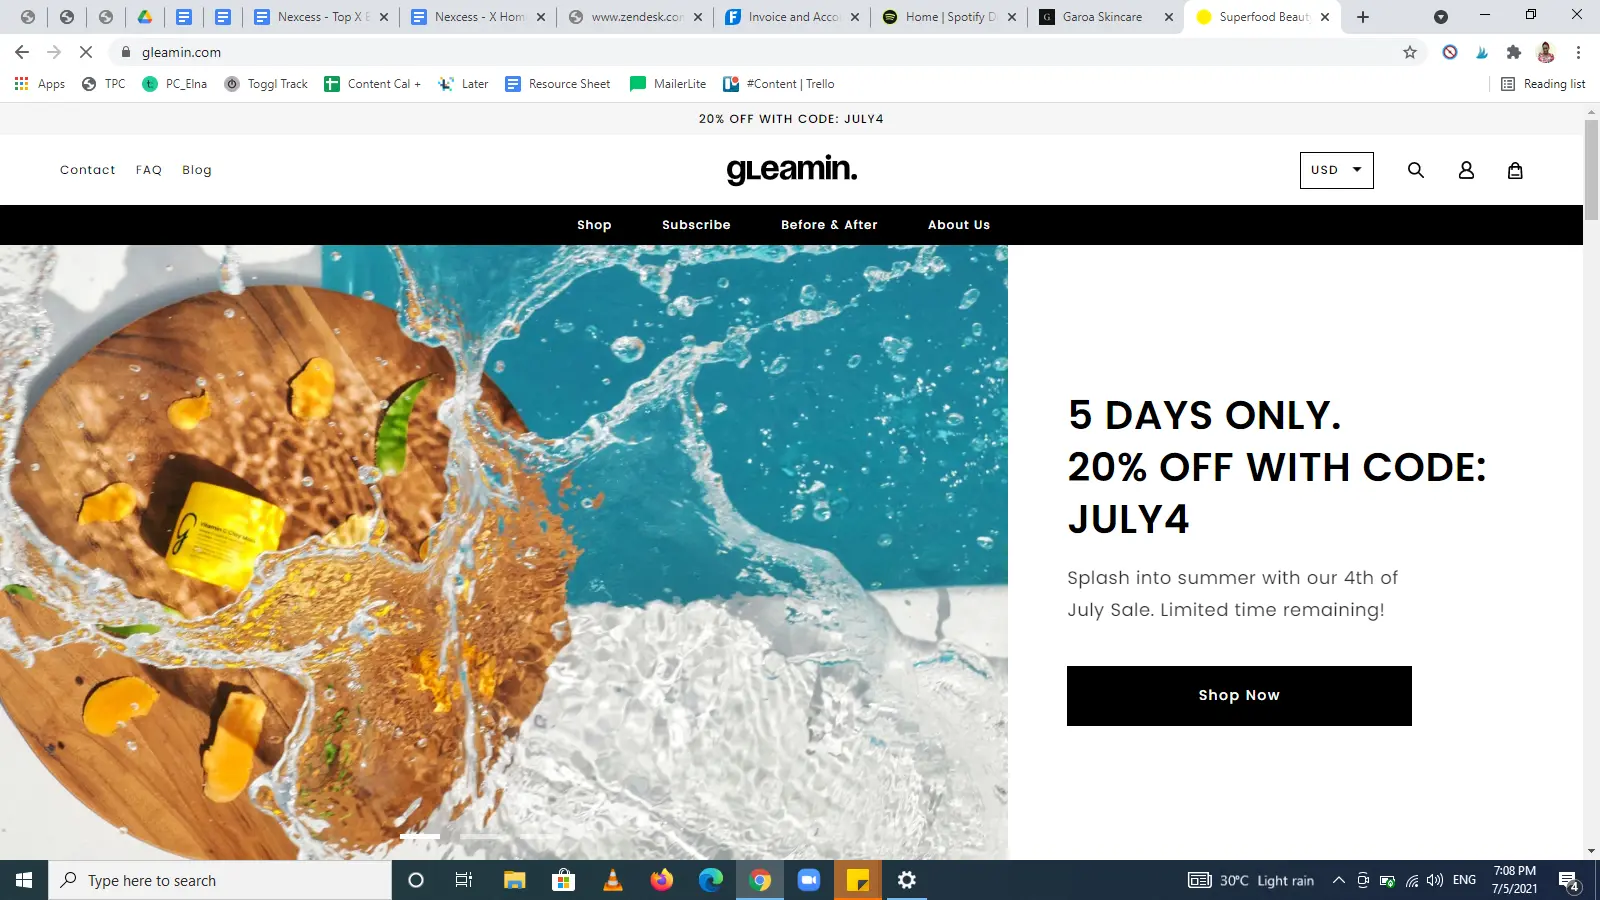 Nexcess - Top X E
Nexcess - X Hom
www.zendesk.com
Invoice and Acco
Home | Spotify D
Garoa Skincare
Superfood Beaut
gleamin.com
Apps
TPC
PC_Elna
Toggl Track
Content Cal +
Later
Resource Sheet
MailerLite
#Content | Trello
Reading list
20% OFF WITH CODE: JULY4
Contact
FAQ
Blog
gleamin.
USD
Shop
Subscribe
Before & After
About Us
Vitamin C Clay Mask
5 DAYS ONLY.
20% OFF WITH CODE:
JULY4
Splash into summer with our 4th of
July Sale. Limited time remaining!
Shop Now
Type here to search
30°C Light rain
ENG
7:08 PM
7/5/2021
4